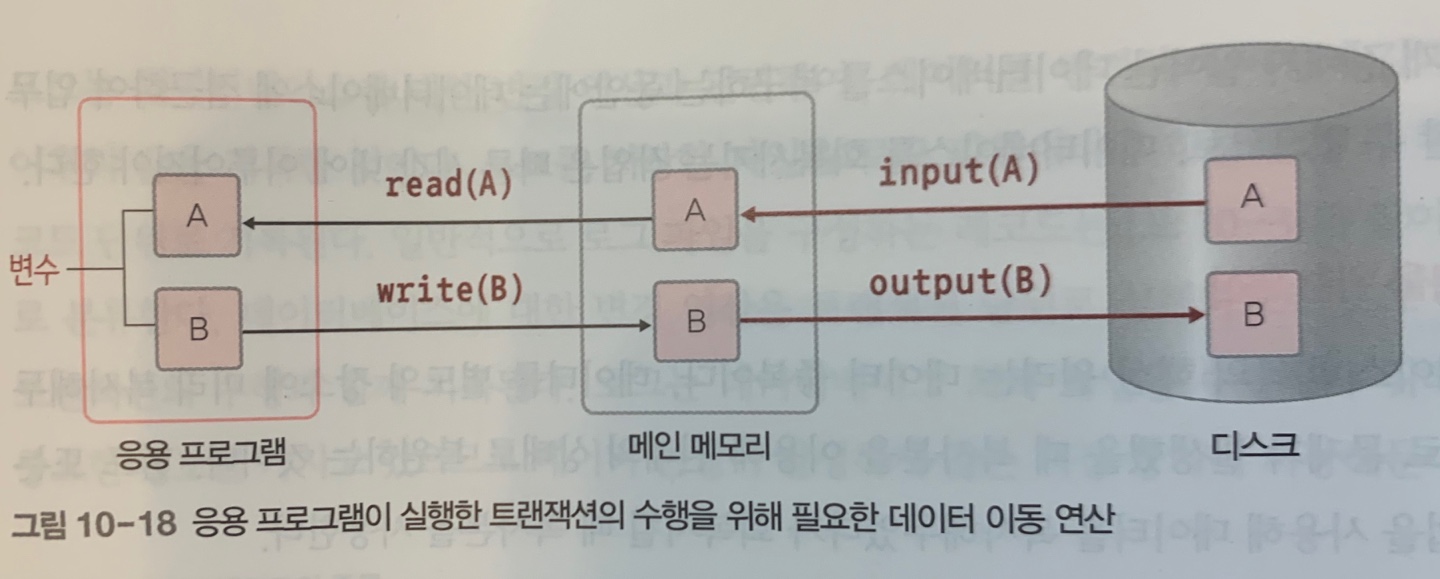 read(A)
input(A)
A
A
A
변수
write(B)
output(B)
B
B
B
응용 프로그램
메인 메모리
디스크
그림 10-18 응용 프로그램이 실행한 트랜잭션의 수행을 위해 필요한 데이터 이동 연산